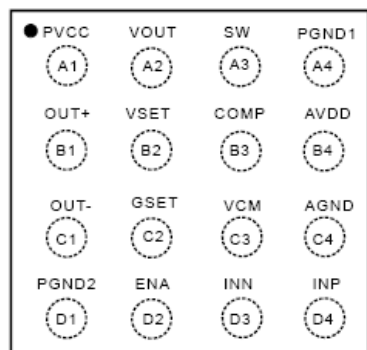 PVCC VOUT SW PGND1
A1 A2 A3 A4
OUT+ VSET COMP AVDD
B1 B2 B3 B4
OUT- GSET VCM AGND
C1 C2 C3 C4
PGND2 ENA INN INP
D1 D2 D3 D4